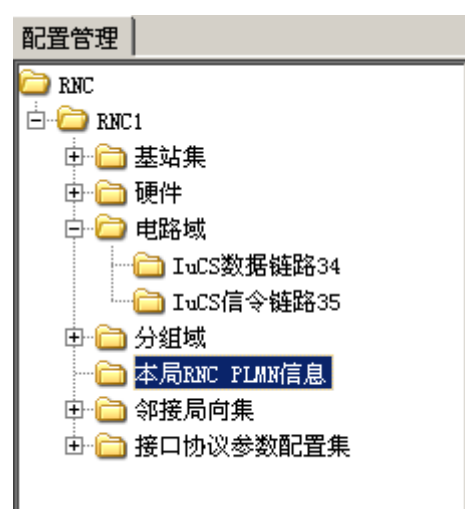 配置管理
RNC
RNC1
基站集
硬件
电路域
IuCS数据链路34
IuCS信令链路35
分组域
本局RNC PLMN信息
邻接局向集
接口协议参数配置集